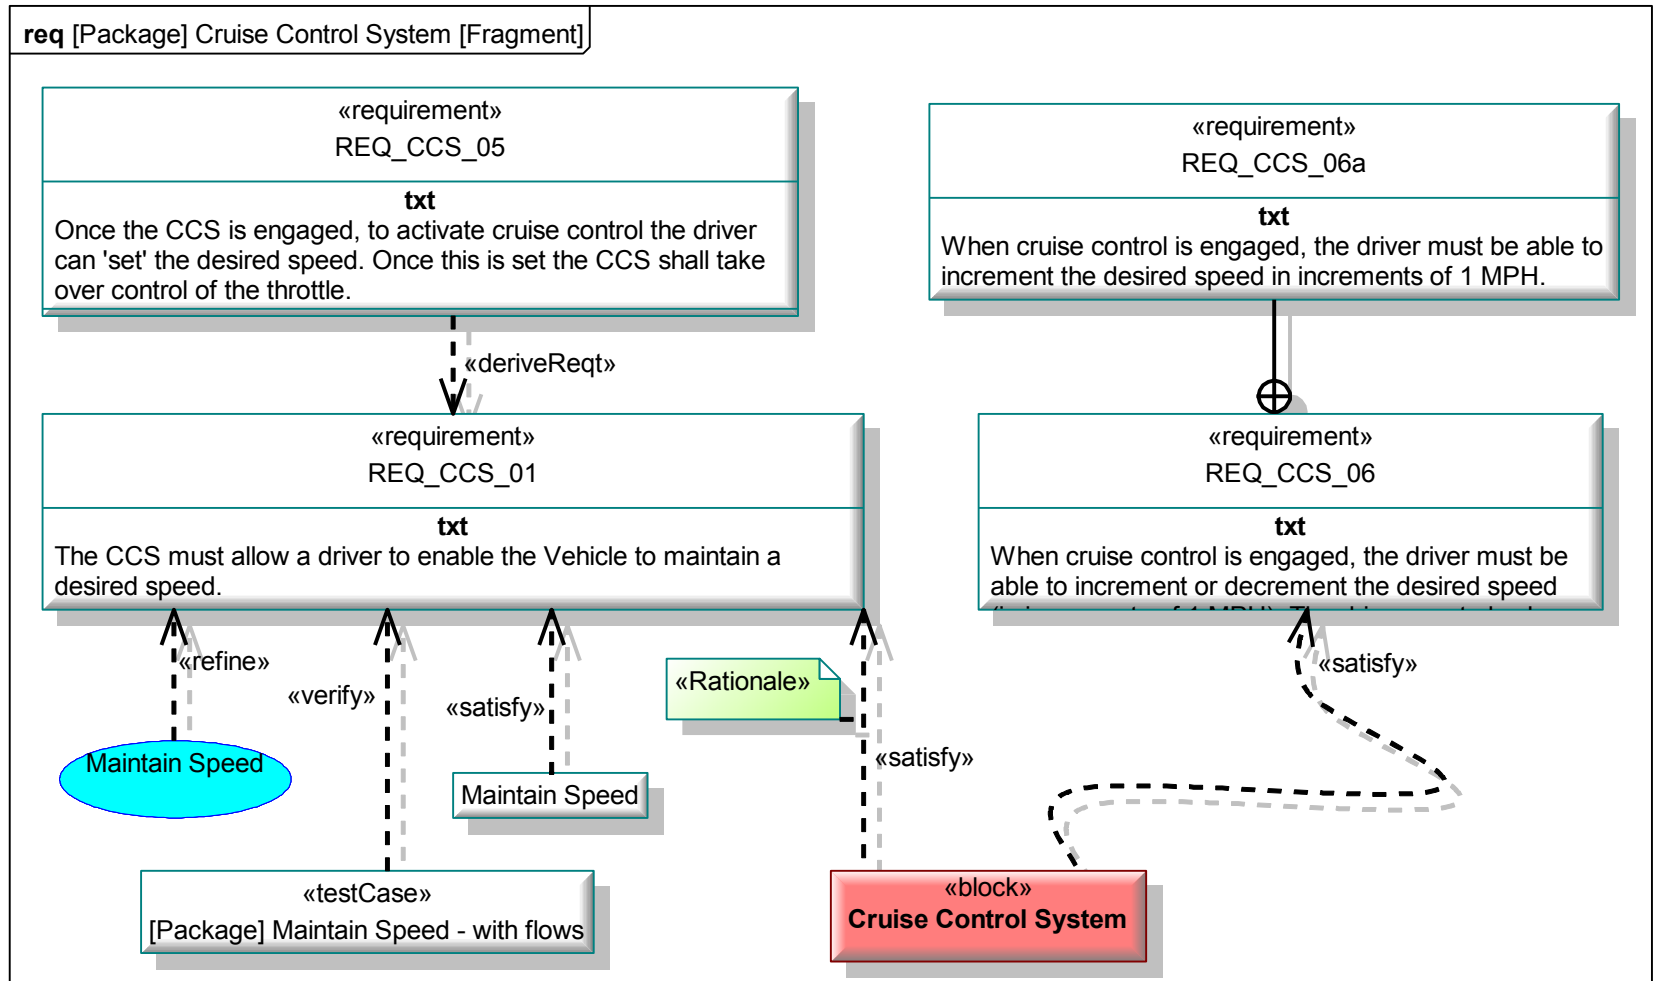 req [Package] Cruise Control System [Fragment]
«requirement»
REQ_CCS_05
txt
Once the CCS is engaged, to activate cruise control the driver
can 'set' the desired speed. Once this is set the CCS shall take
over control of the throttle.
«requirement»
REQ_CCS_06a
txt
When cruise control is engaged, the driver must be able to
increment the desired speed in increments of 1 MPH.
«deriveReqt»
«requirement»
REQ_CCS_01
txt
The CCS must allow a driver to enable the Vehicle to maintain a
desired speed.
«requirement»
REQ_CCS_06
txt
When cruise control is engaged, the driver must be
able to increment or decrement the desired speed
«refine»
«verify»
«satisfy»
«Rationale»
«satisfy»
«satisfy»
Maintain Speed
Maintain Speed
«testCase»
[Package] Maintain Speed - with flows
«block»
Cruise Control System